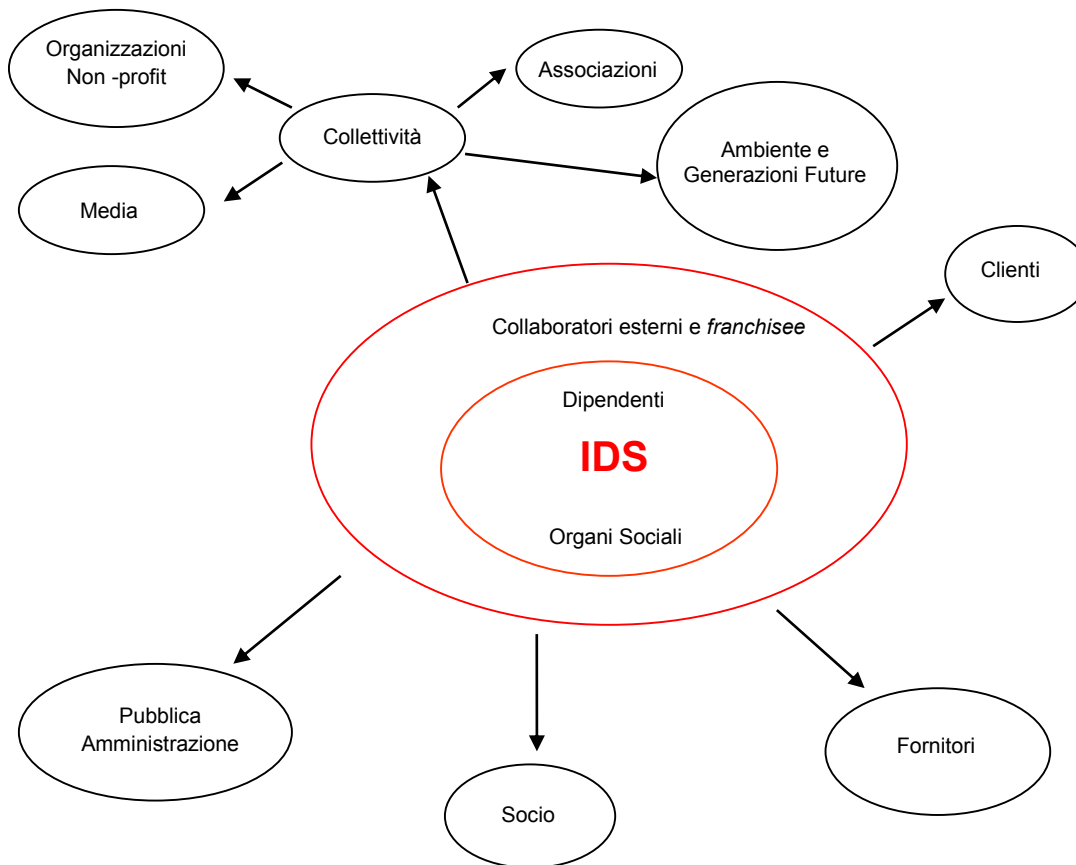 Organizzazioni
Non -profit
Associazioni
Collettività
Ambiente e
Generazioni Future
Media
Clienti
Collaboratori esterni e franchisee
Dipendenti
IDS
Organi Sociali
Pubblica
Amministrazione
Fornitori
Socio